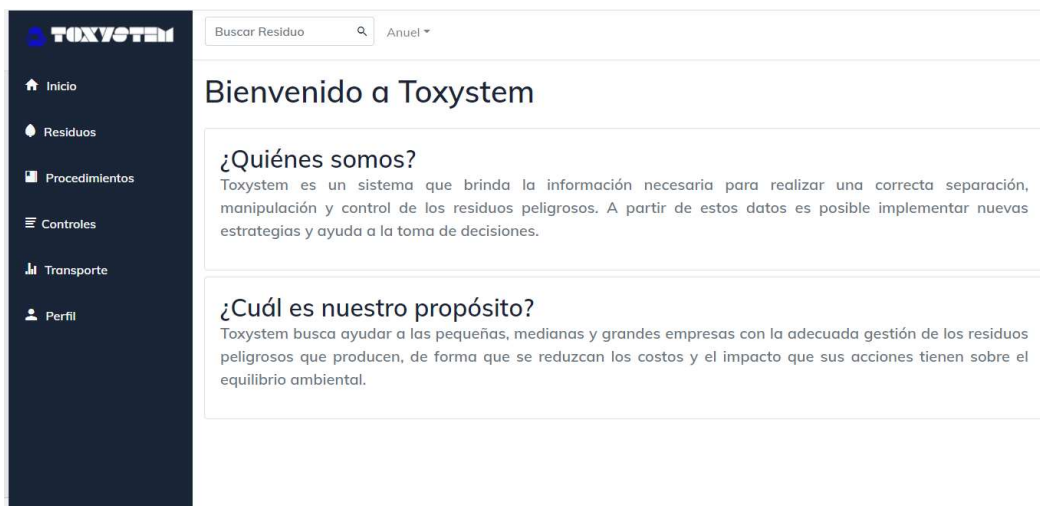 TOXYSTEM
Buscar Residuo
Anuel
Inicio
Residuos
Procedimientos
Controles
Transporte
Perfil
Bienvenido a Toxystem
¿Quiénes somos?
Toxystem es un sistema que brinda la información necesaria para realizar una correcta separación,
manipulación y control de los residuos peligrosos. A partir de estos datos es posible implementar nuevas
estrategias y ayuda a la toma de decisiones.
¿Cuál es nuestro propósito?
Toxystem busca ayudar a las pequeñas, medianas y grandes empresas con la adecuada gestión de los residuos
peligrosos que producen, de forma que se reduzcan los costos y el impacto que sus acciones tienen sobre el
equilibrio ambiental.